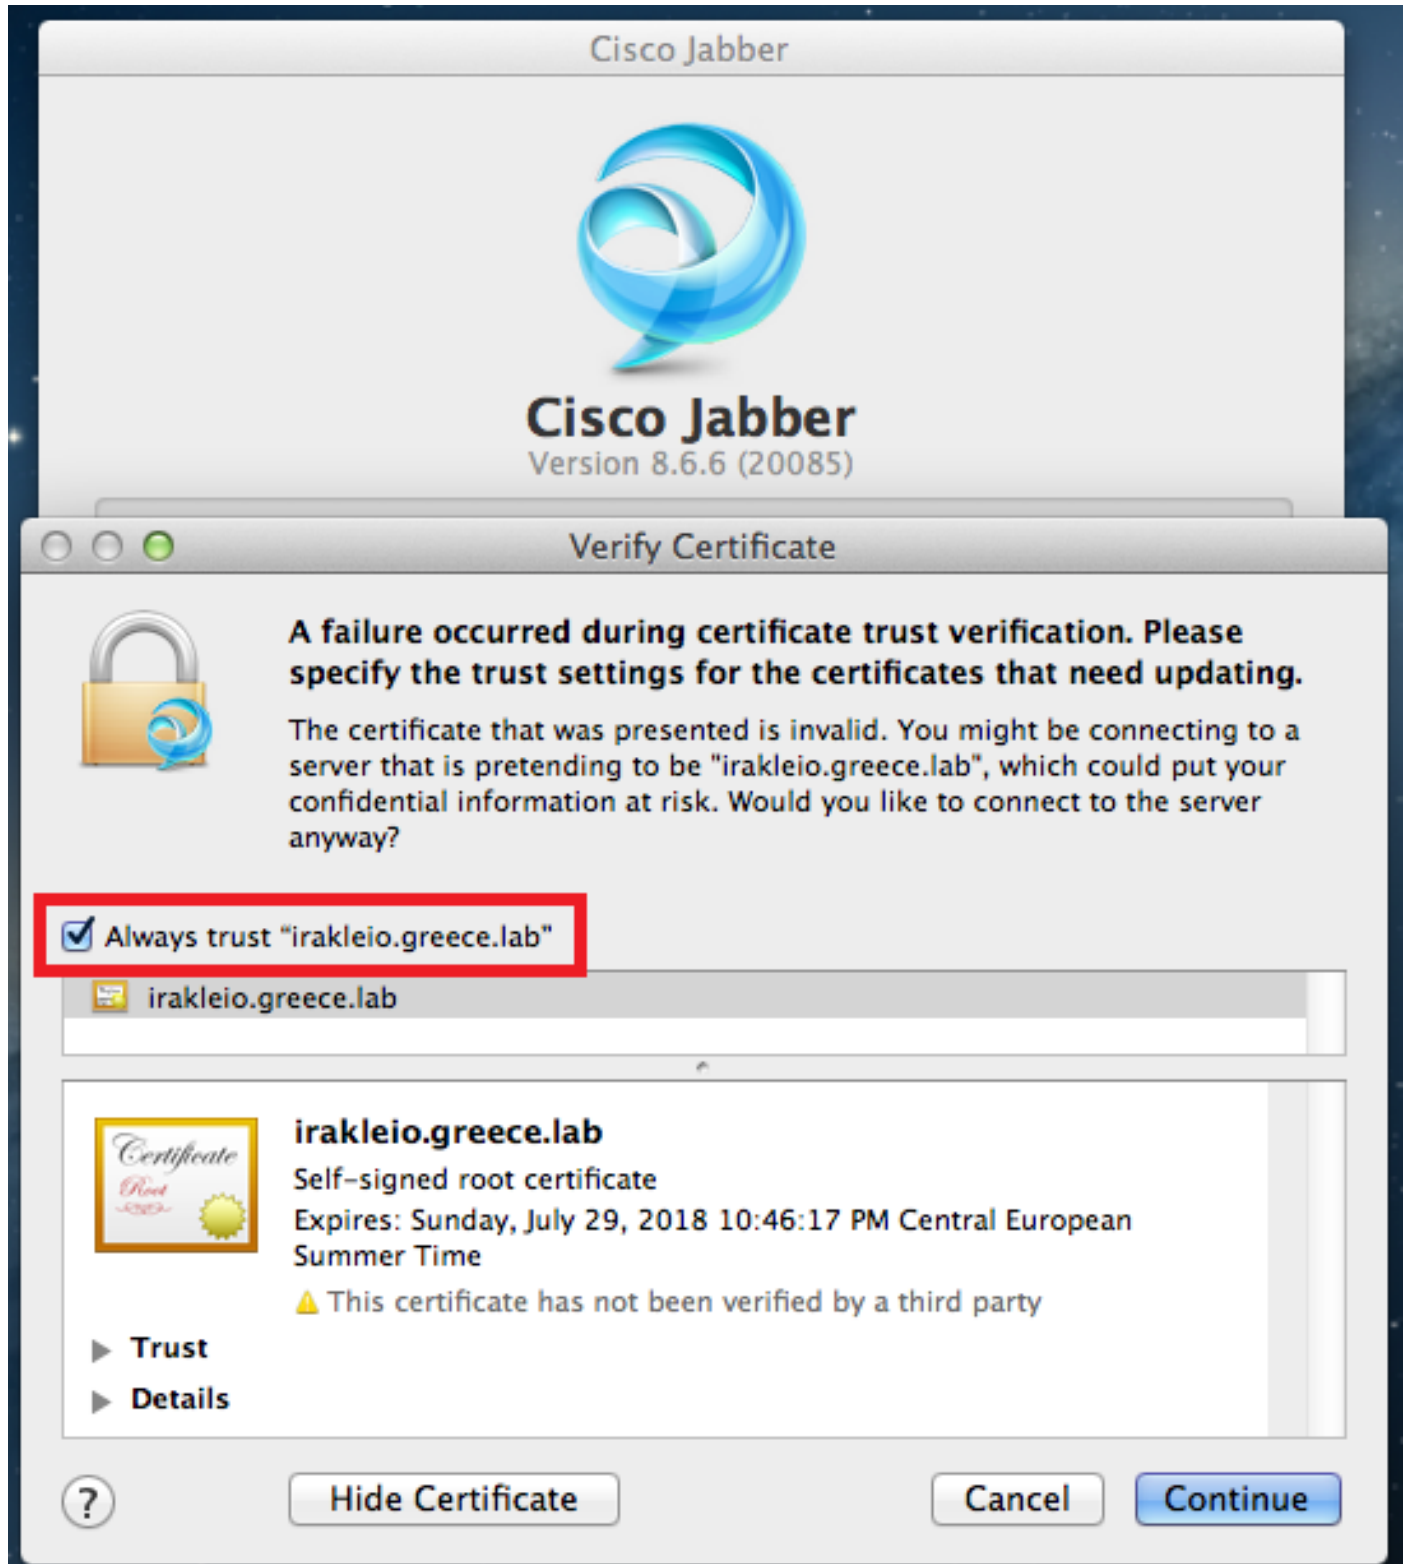 Cisco Jabber
Cisco Jabber
Version 8.6.6 (20085)
Verify Certificate
A failure occurred during certificate trust verification. Please
specify the trust settings for the certificates that need updating.
The certificate that was presented is invalid. You might be connecting to a
server that is pretending to be "irakleio.greece.lab", which could put your
confidential information at risk. Would you like to connect to the server
anyway?
Always trust “irakleio.greece.lab”
irakleio.greece.lab
Certificate
Root
irakleio.greece.lab
Self-signed root certificate
Expires: Sunday, July 29, 2018 10:46:17 PM Central European
Summer Time
This certificate has not been verified by a third party
Trust
Details
?
Hide Certificate
Cancel
Continue